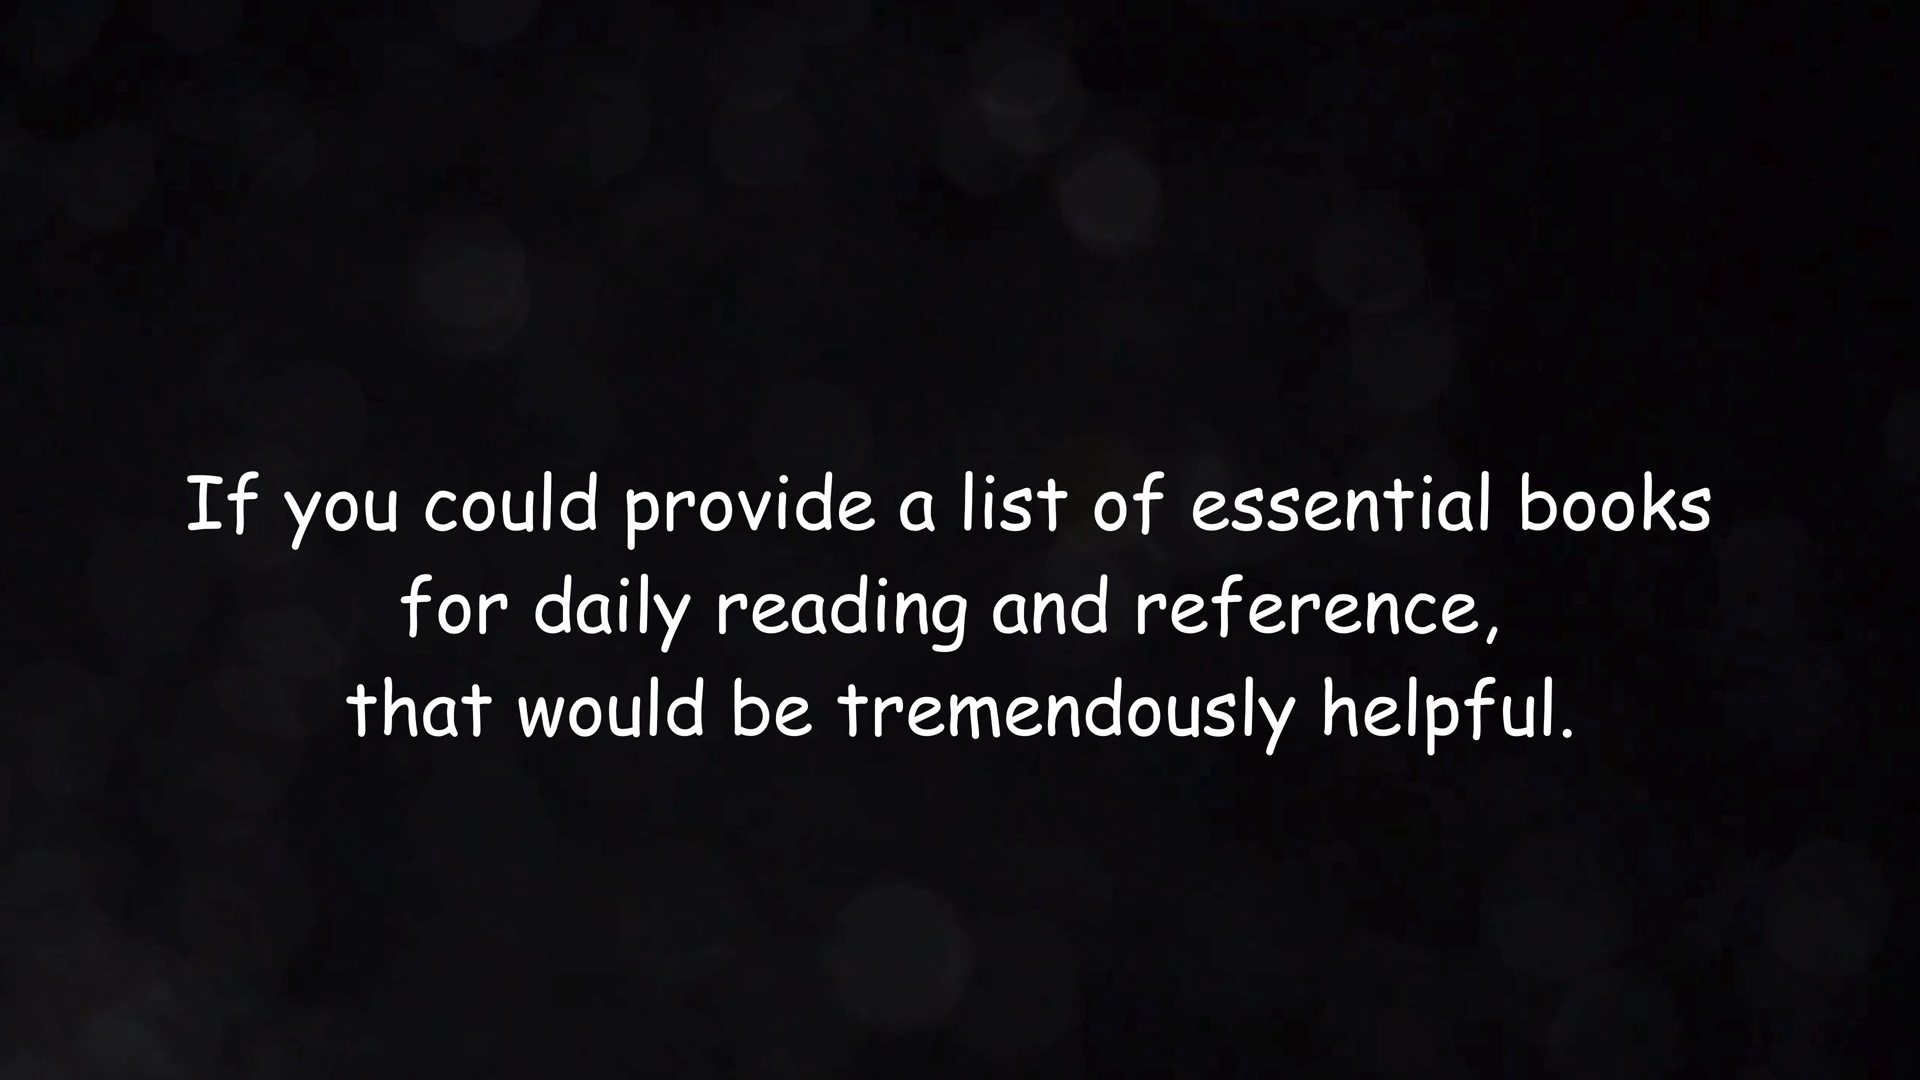 If you could provide a list of essential books
for daily reading and reference,
that would be tremendously helpful.